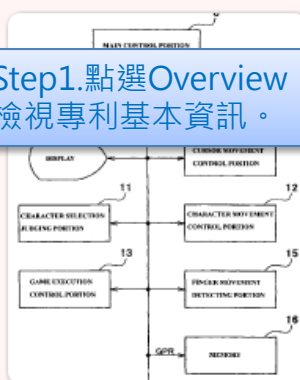 MAIN CONTROL PORTION
Step1.點選Overview
檢視專利基本資訊。
DISPLAY
CURSOR MOVEMENT
CONTROL PORTION
11
12
CHARACTER SELECTION
JUDGING PORTION
CHARACTER MOVEMENT
CONTROL PORTION
13
15
GAME EXECUTION
CONTROL PORTION
FINGER MOVEMENT
DETECTING PORTION
16
GPR
MEMORY